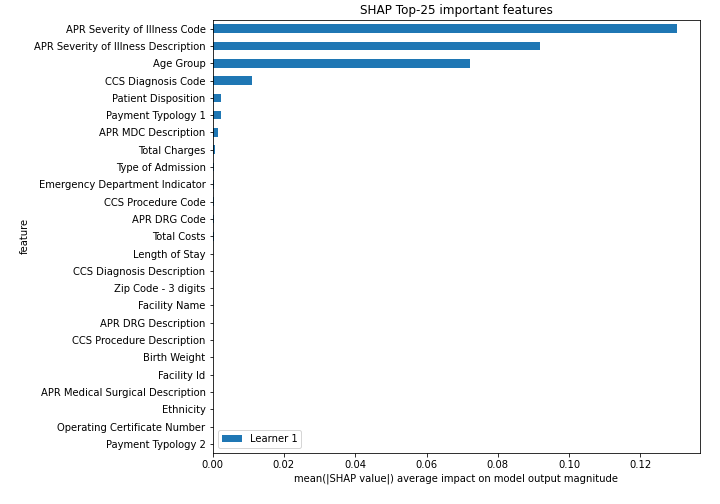 SHAP Top-25 important features
APR Severity of Illness Code
APR Severity of Illness Description
Age Group
CCS Diagnosis Code
Patient Disposition
Payment Typology 1
APR MDC Description
Total Charges
Type of Admission
Emergency Department Indicator
CCS Procedure Code
APR DRG Code
Total Costs
Length of Stay
CCS Diagnosis Description
Zip Code - 3 digits
Facility Name
APR DRG Description
CCS Procedure Description
Birth Weight
Facility Id
APR Medical Surgical Description
Ethnicity
Operating Certificate Number
Payment Typology 2
feature
Learner 1
0.00 0.02 0.04 0.06 0.08 0.10 0.12
mean(|SHAP value|) average impact on model output magnitude